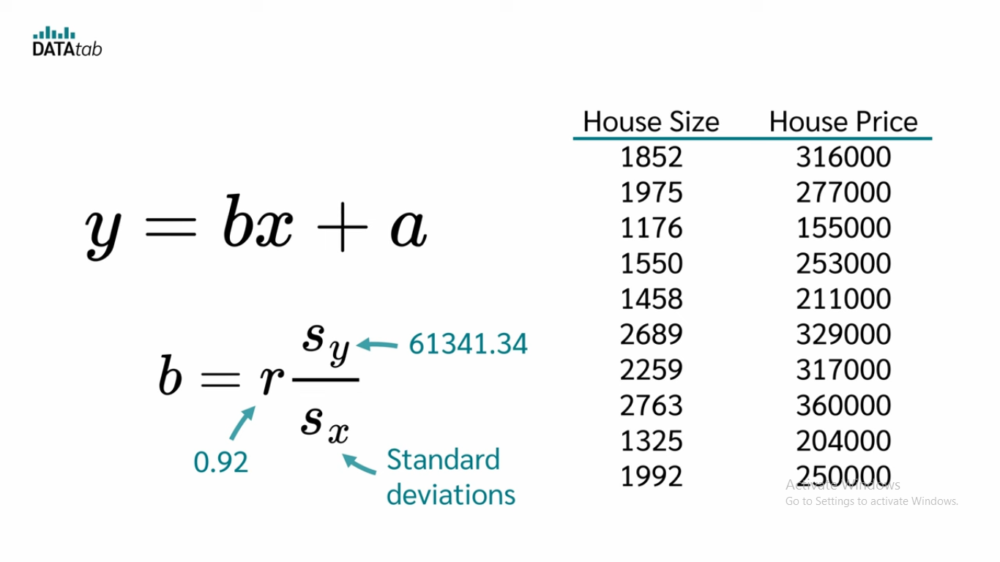 DATAtab
y = bx + a
b = r s_y / s_x
61341.34
0.92
Standard
deviations
House Size House Price
1852 316000
1975 277000
1176 155000
1550 253000
1458 211000
2689 329000
2259 317000
2763 360000
1325 204000
1992 250000
Activate Windows
Go to Settings to activate Windows.